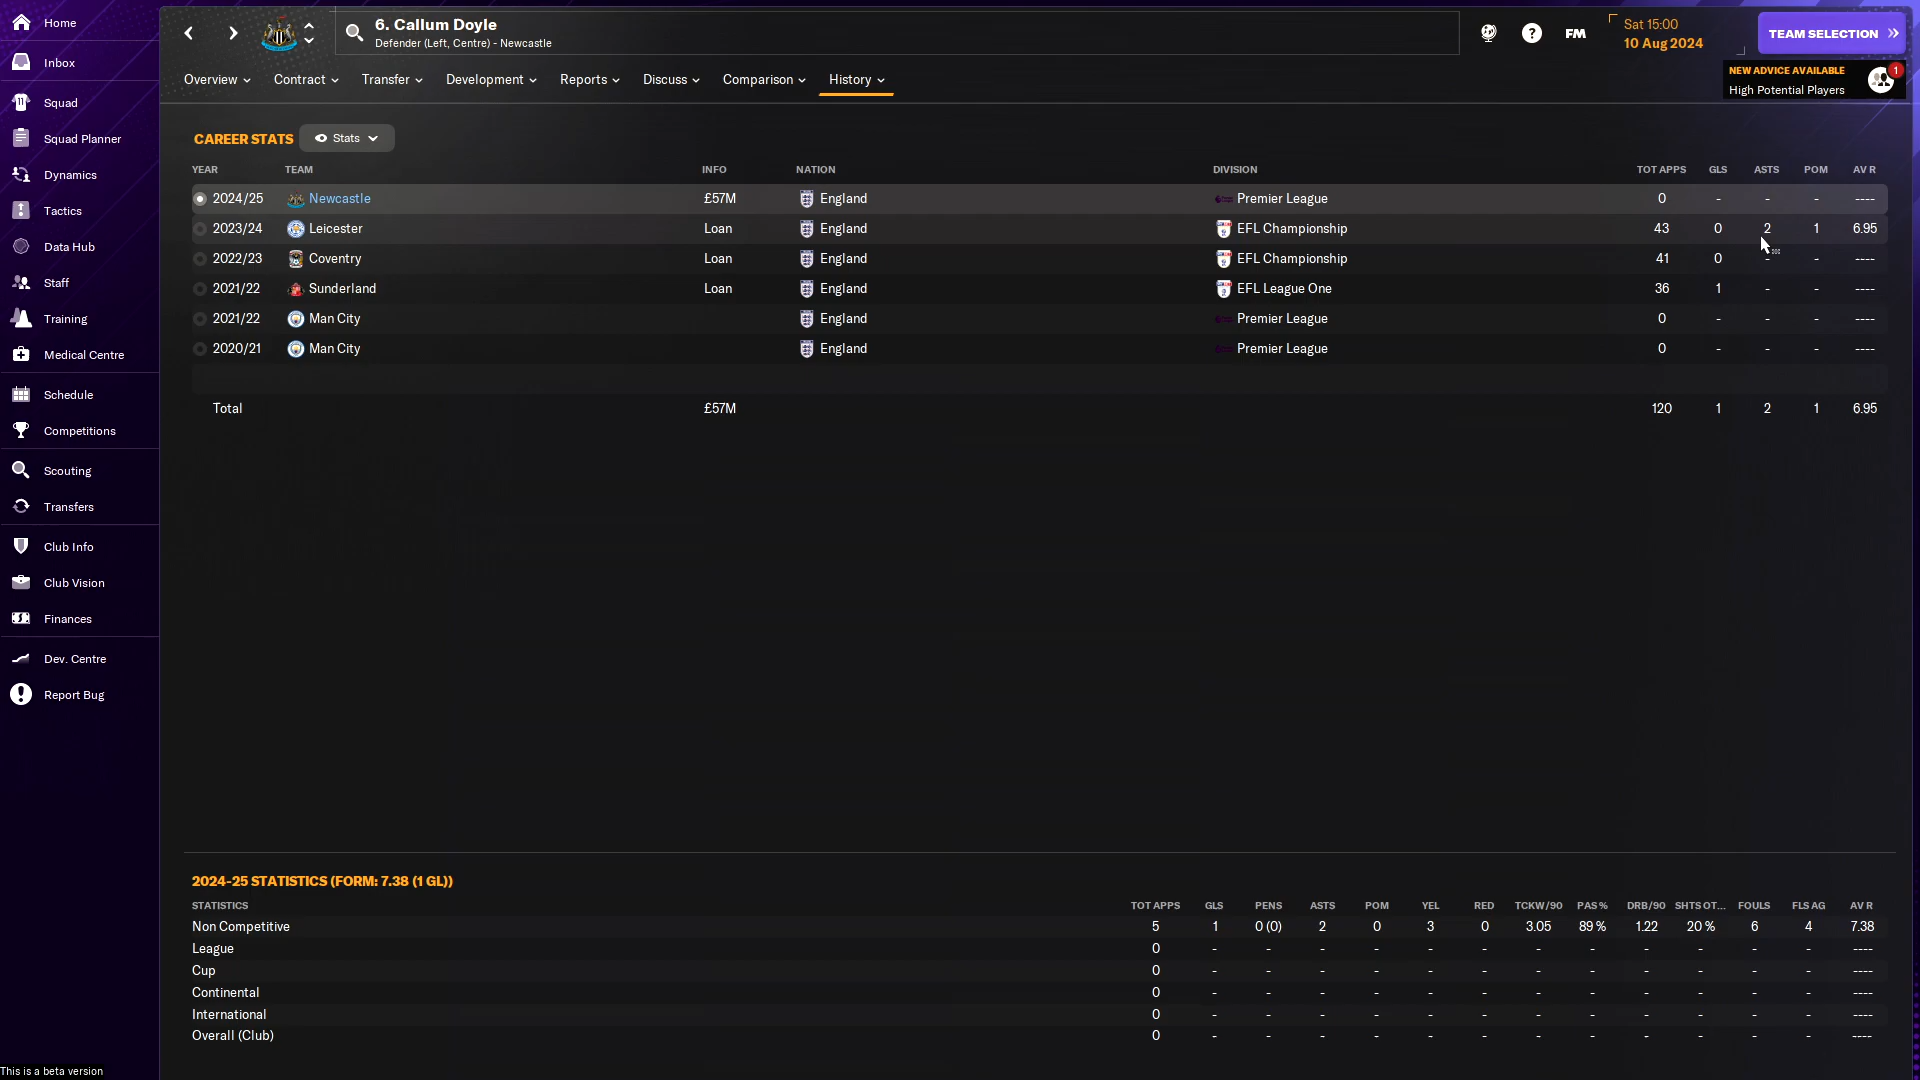 Home
Inbox
Squad
Squad Planner
Dynamics
Tactics
Data Hub
Staff
Training
Medical Centre
Schedule
Competitions
Scouting
Transfers
Club Info
Club Vision
Finances
Dev. Centre
Report Bug
This is a beta version
6. Callum Doyle
Defender (Left, Centre) - Newcastle
FM
Sat 15:00
10 Aug 2024
TEAM SELECTION
NEW ADVICE AVAILABLE
High Potential Players
1
Overview Contract Transfer Development Reports Discuss Comparison History
CAREER STATS Stats
YEAR TEAM INFO NATION DIVISION TOT APPS GLS ASTS POM AV R
2024/25 Newcastle £57M England Premier League 0 - - - ----
2023/24 Leicester Loan England EFL Championship 43 0 2 1 6.95
2022/23 Coventry Loan England EFL Championship 41 0 - - ----
2021/22 Sunderland Loan England EFL League One 36 1 - - ----
2021/22 Man City England Premier League 0 - - - ----
2020/21 Man City England Premier League 0 - - - ----
Total £57M 120 1 2 1 6.95
2024-25 STATISTICS (FORM: 7.38 (1 GL))
STATISTICS TOT APPS GLS PENS ASTS POM YEL RED TCKW/90 PAS % DRB/90 SHTS OT... FOULS FLS AG AV R
Non Competitive 5 1 0 (0) 2 0 3 0 3.05 89 % 1.22 20 % 6 4 7.38
League 0 - - - - - - - - - - - - ----
Cup 0 - - - - - - - - - - - - ----
Continental 0 - - - - - - - - - - - - ----
International 0 - - - - - - - - - - - - ----
Overall (Club) 0 - - - - - - - - - - - - ----